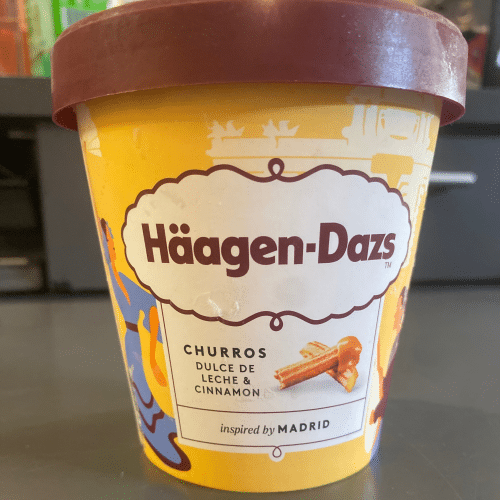 Häagen-Dazs
TM
CHURROS
DULCE DE
LECHE &
CINNAMON
inspired by MADRID